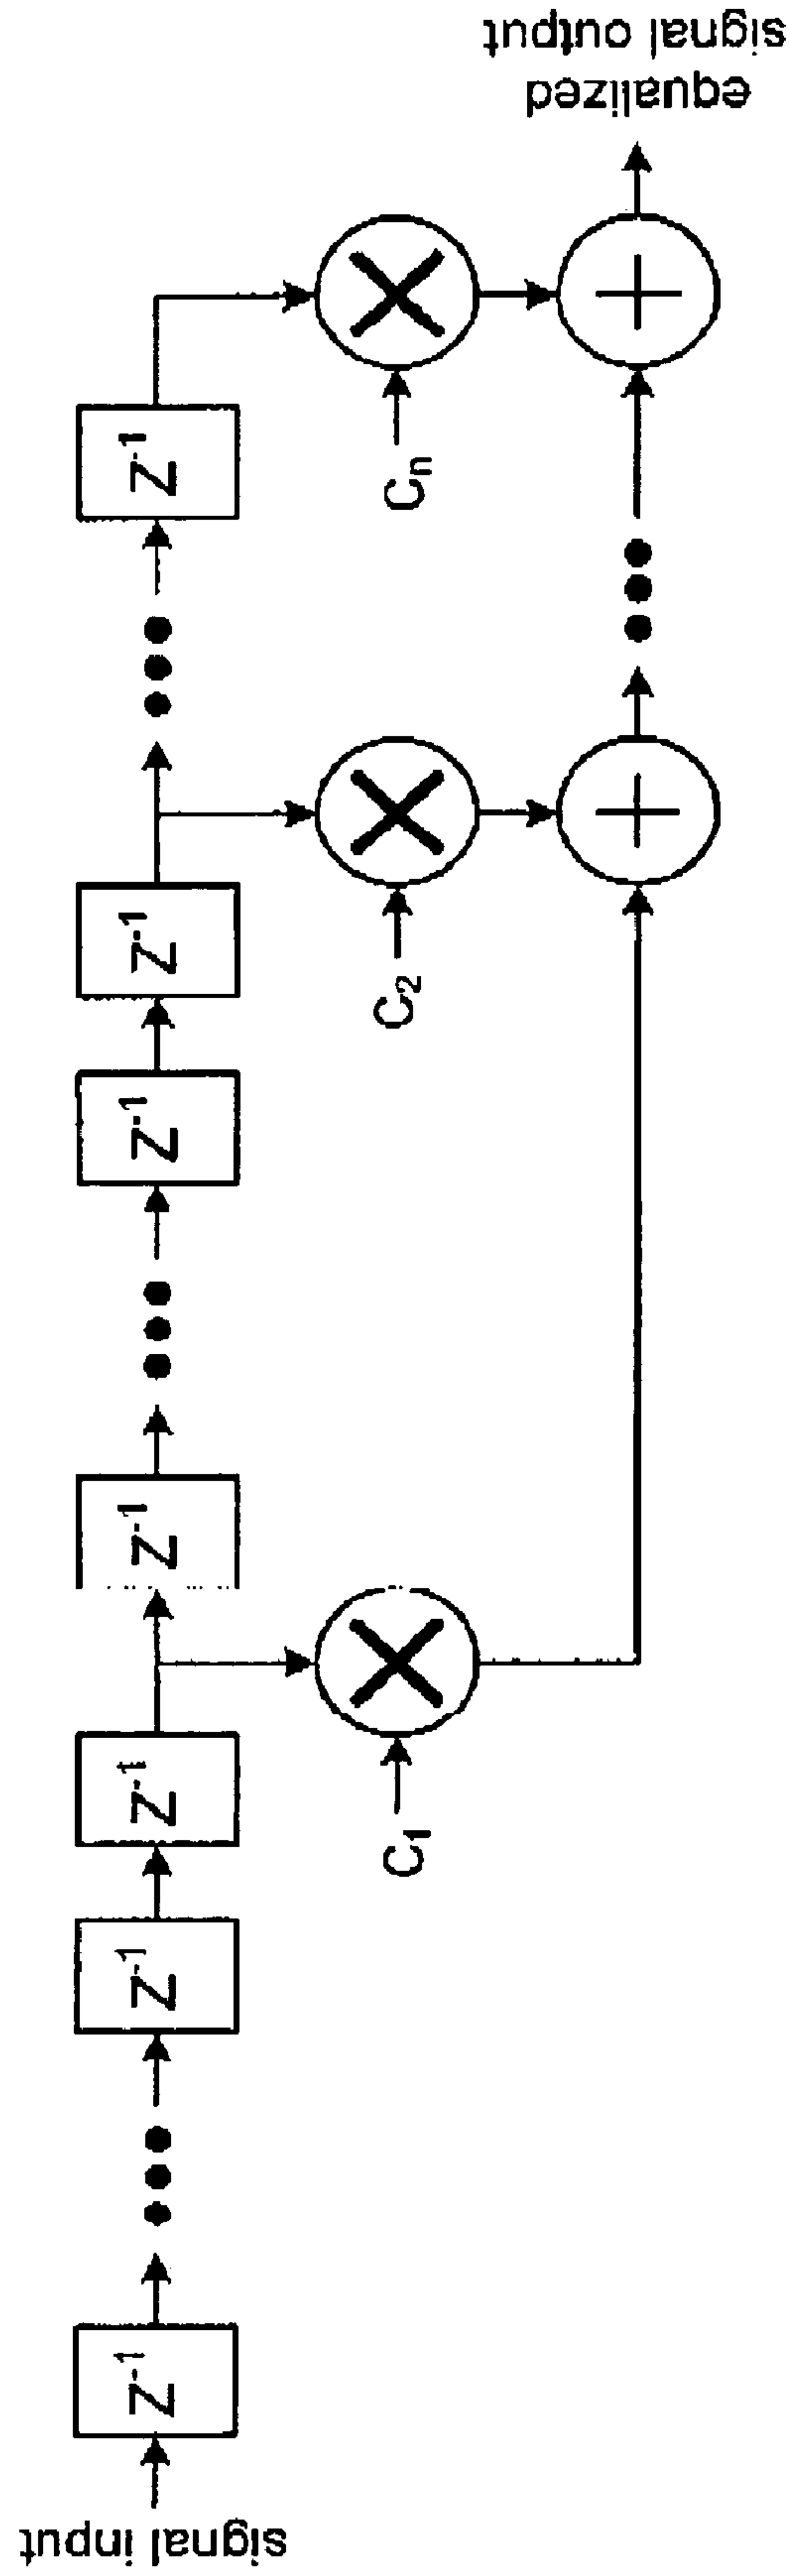 signal input
Z⁻¹
Z⁻¹
Z⁻¹
Z⁻¹
Z⁻¹
Z⁻¹
Z⁻¹
C₁
C₂
Cₙ
equalized
signal output